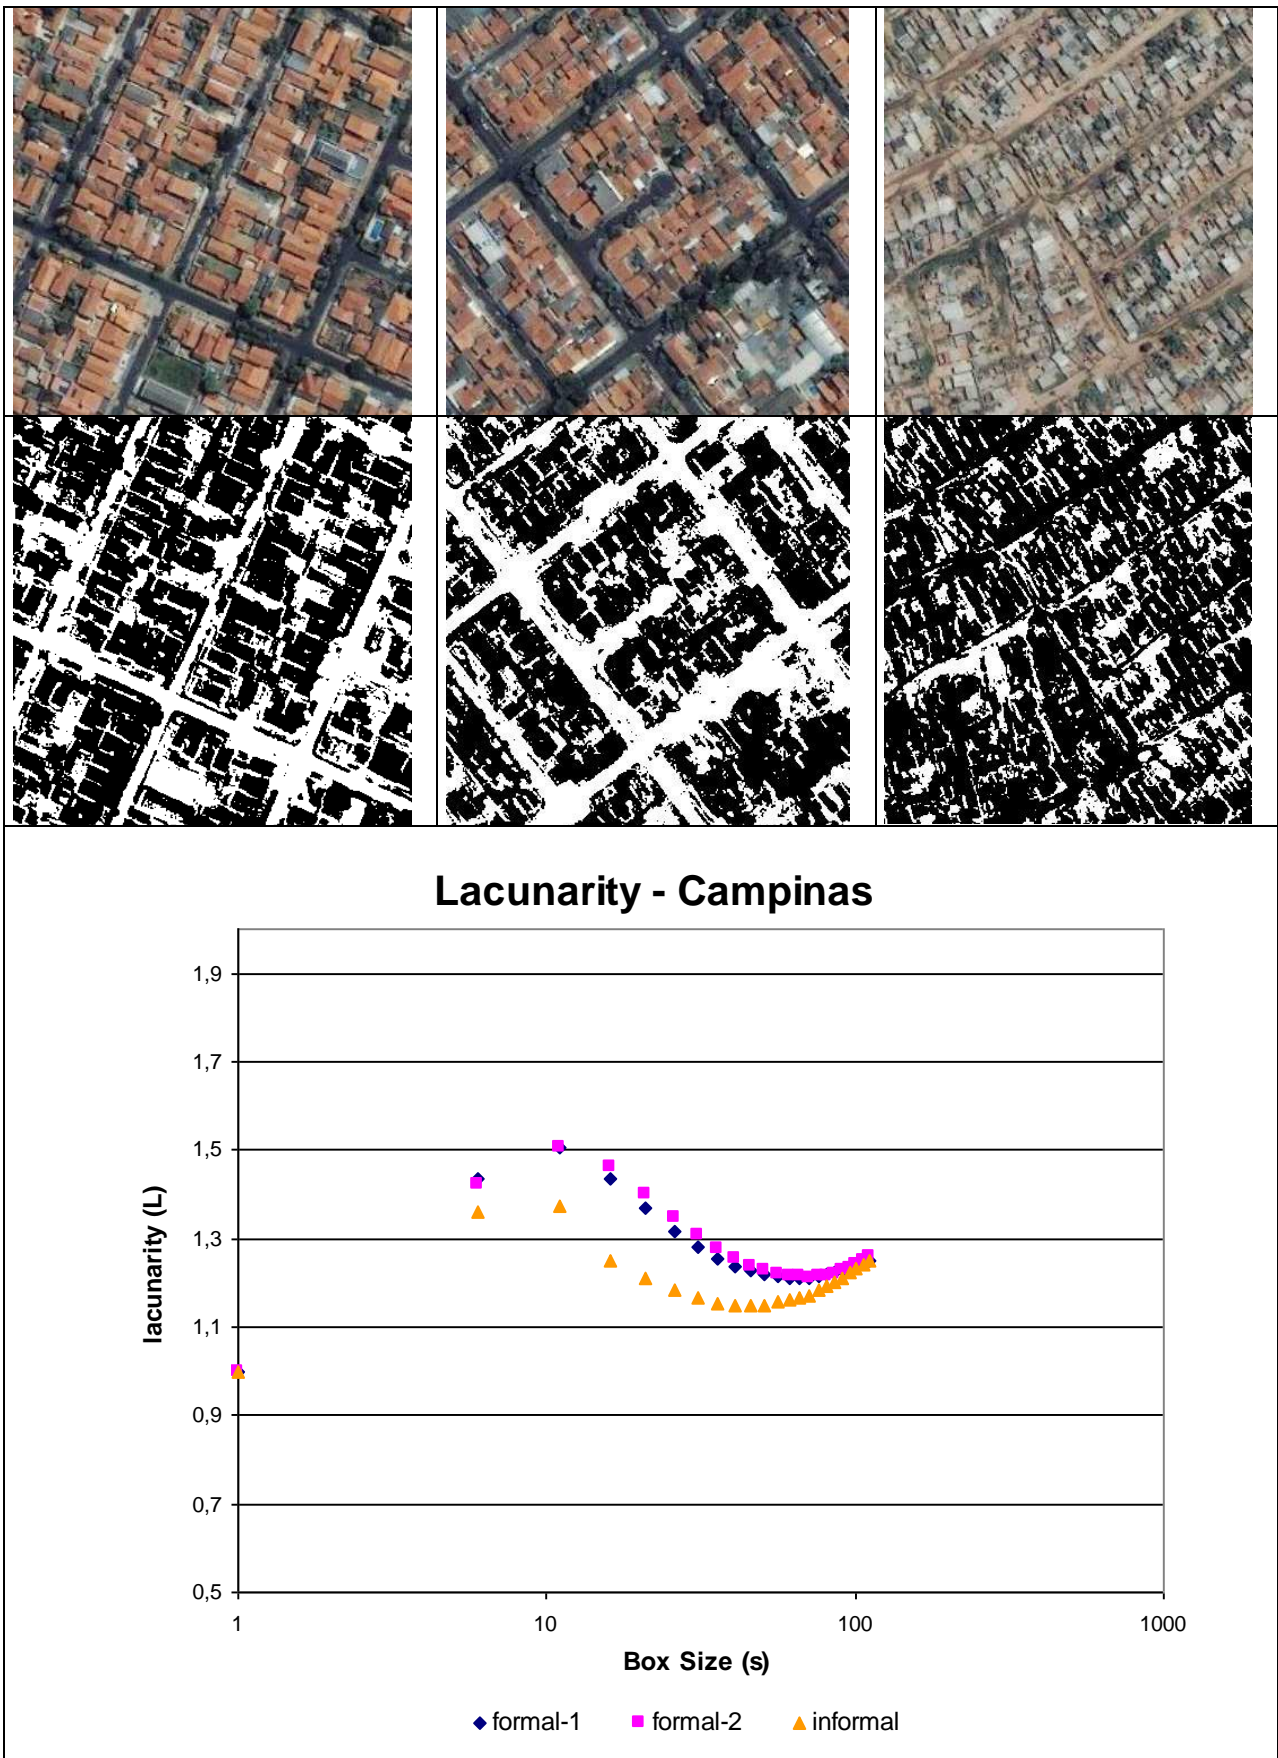 Lacunarity - Campinas
1,9
1,7
1,5
1,3
1,1
0,9
0,7
0,5
lacunarity (L)
1 10 100 1000
Box Size (s)
formal-1 formal-2 informal